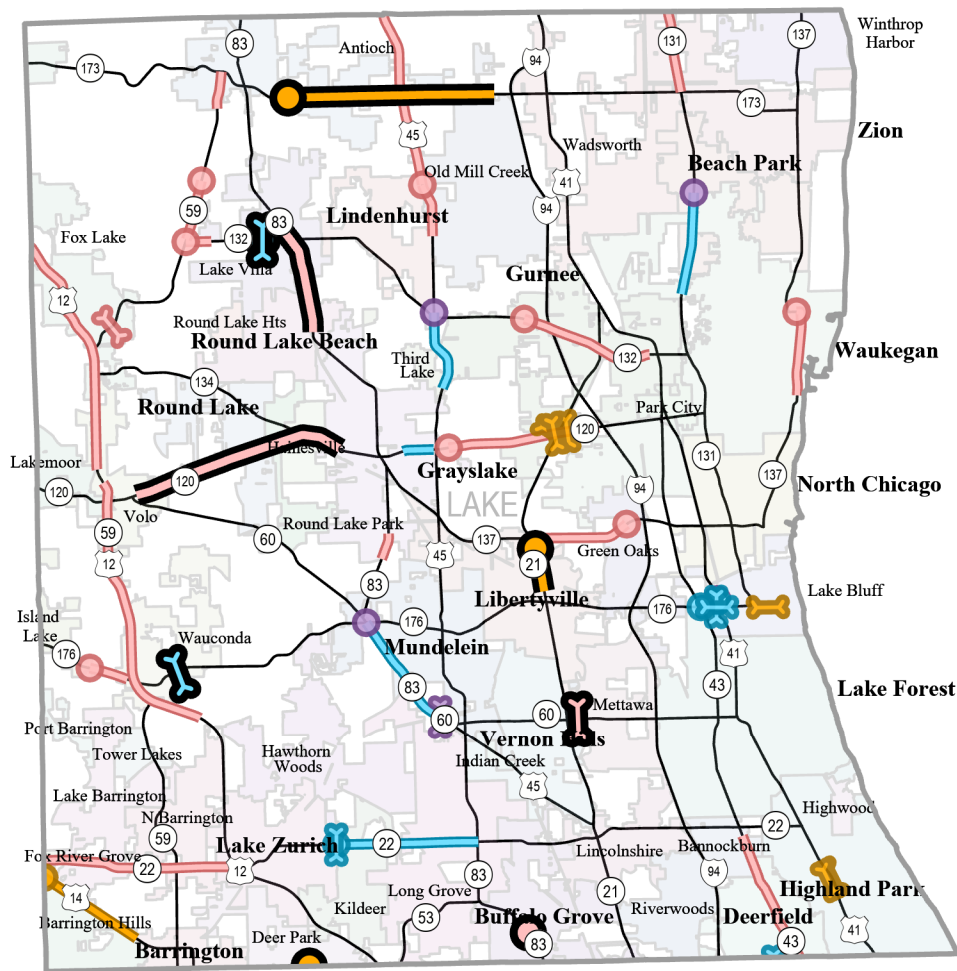 Winthrop
Harbor
83
131
137
Antioch
94
173
173
45
Zion
Wadsworth
Beach Park
Old Mill Creek
41
59
94
Lindenhurst
83
132
Fox Lake
Lake Villa
Gurnee
12
Round Lake Hts
Round Lake Beach
Third
Lake
132
Waukegan
134
Round Lake
Park City
120
Hainesville
131
Lakemoor
Grayslake
137
120
120
94
North Chicago
LAKE
Volo
Round Lake Park
59
60
137
Green Oaks
45
12
21
83
Lake Bluff
Libertyville
176
Island
Lake
176
Wauconda
176
Mundelein
41
83
43
Lake Forest
60
60
Mettawa
Port Barrington
Vernon Hills
Tower Lakes
Hawthorn
Woods
Indian Creek
45
Lake Barrington
Highwood
N Barrington
22
59
Lake Zurich
22
Bannockburn
Lincolnshire
Fox River Grove
22
12
83
94
Highland Park
14
Long Grove
21
Kildeer
53
Buffalo Grove
Riverwoods
Deerfield
Barrington Hills
41
Deer Park
83
43
Barrington